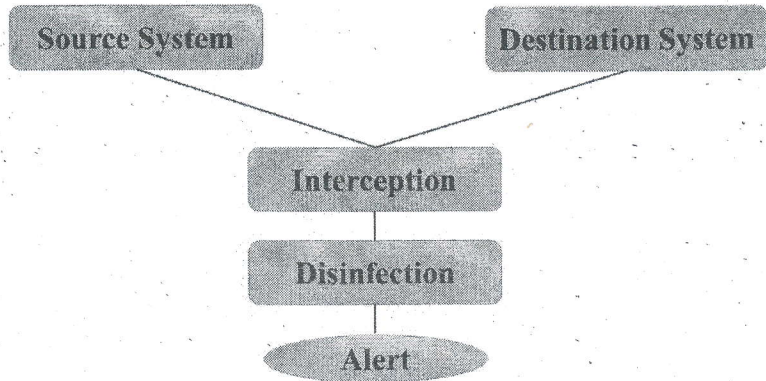 Source System
Destination System
Interception
Disinfection
Alert